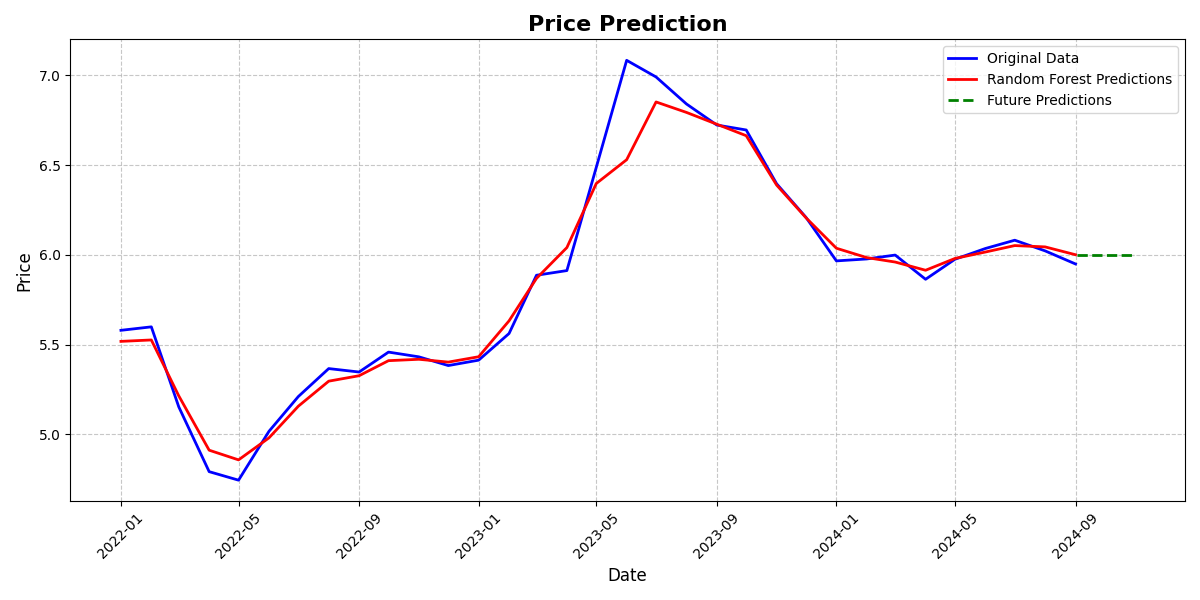 Price Prediction
Original Data
Random Forest Predictions
Future Predictions
Price
7.0
6.5
6.0
5.5
5.0
2022-01
2022-05
2022-09
2023-01
2023-05
2023-09
2024-01
2024-05
2024-09
Date